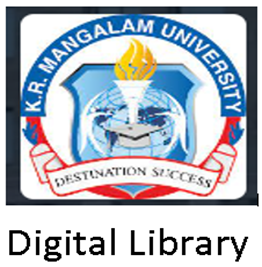 K.R. MANGALAM UNIVERSITY
DESTINATION SUCCESS
Digital Library